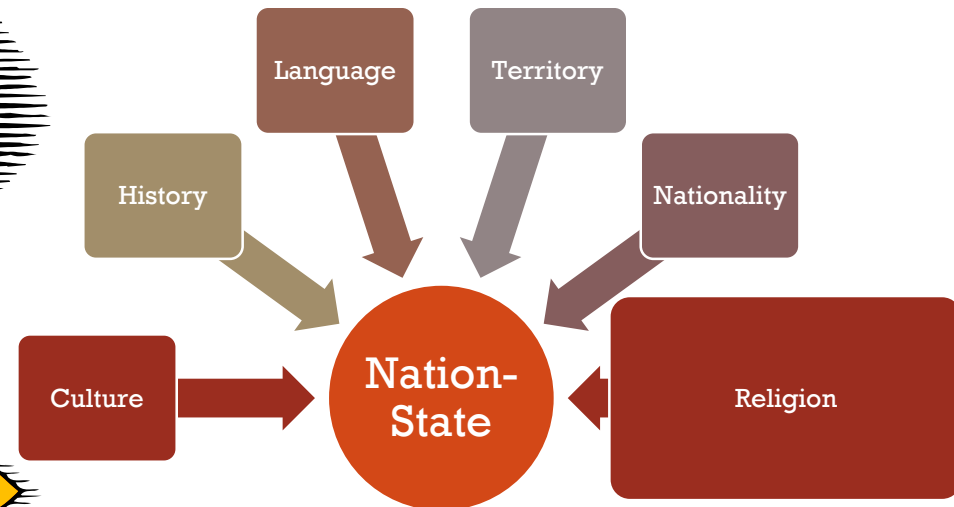 Language
Territory
History
Nationality
Nation-
State
Culture
Religion